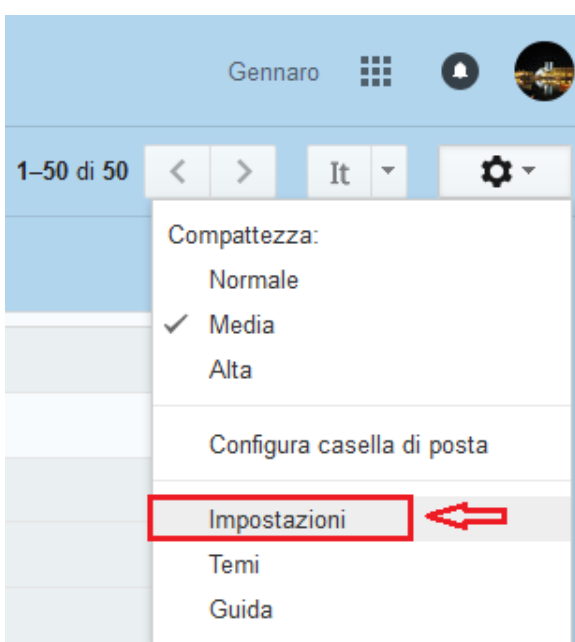 Gennaro
1–50 di 50
It
Compattezza:
Normale
Media
Alta
Configura casella di posta
Impostazioni
Temi
Guida